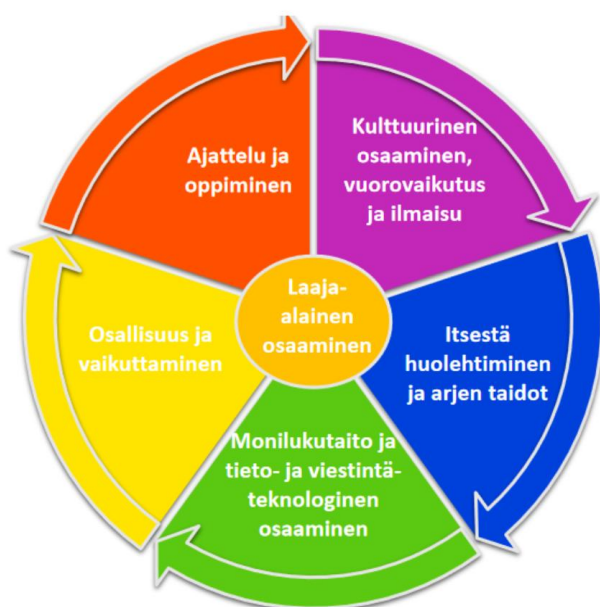 Ajattelu ja
oppiminen
Kulttuurinen
osaaminen,
vuorovaikutus
ja ilmaisu
Laaja-
alainen
osaaminen
Osallisuus ja
vaikuttaminen
Itsestä
huolehtiminen
ja arjen taidot
Monilukutaito ja
tieto- ja viestintä-
teknologinen
osaaminen